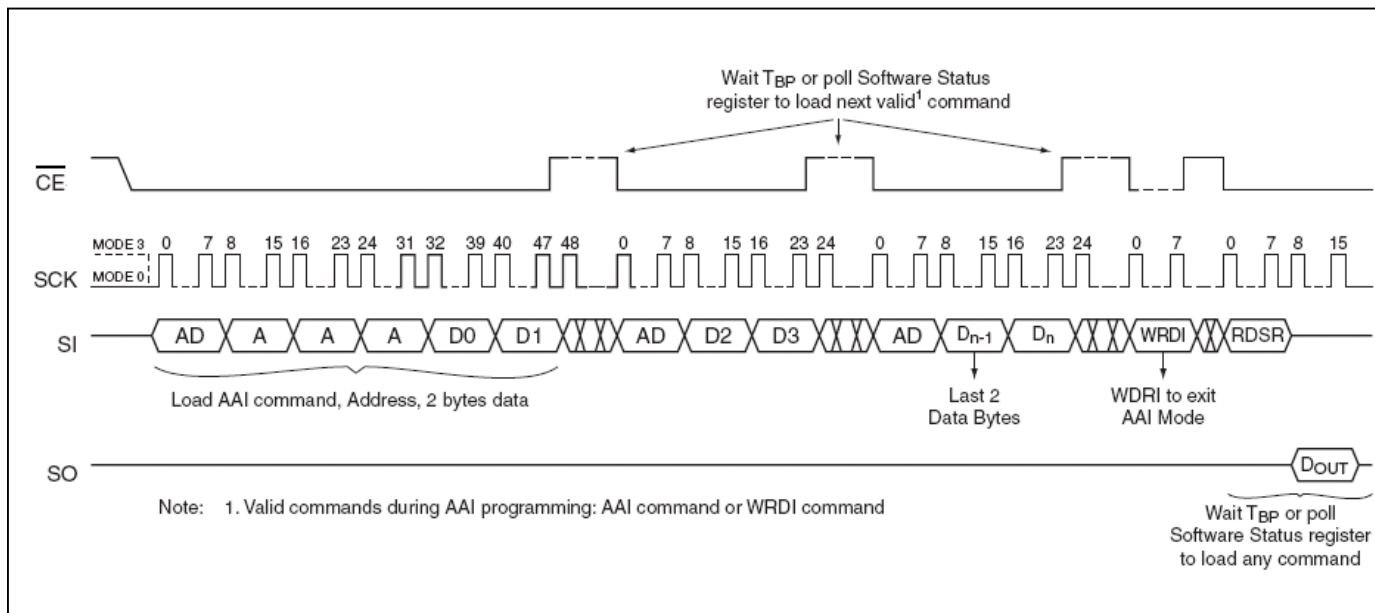 Wait TBP or poll Software Status
register to load next valid1 command
CE
MODE 3 0 7 8 15 16 23 24 31 32 39 40 47 48 0 7 8 15 16 23 24 0 7 8 15 16 23 24 0 7 0 7 8 15
SCK MODE 0
SI AD A A A D0 D1 AD D2 D3 AD Dn-1 Dn WRDI RDSR
Load AAI command, Address, 2 bytes data
Last 2
Data Bytes
WDRI to exit
AAI Mode
SO DOUT
Note: 1. Valid commands during AAI programming: AAI command or WRDI command
Wait TBP or poll
Software Status register
to load any command